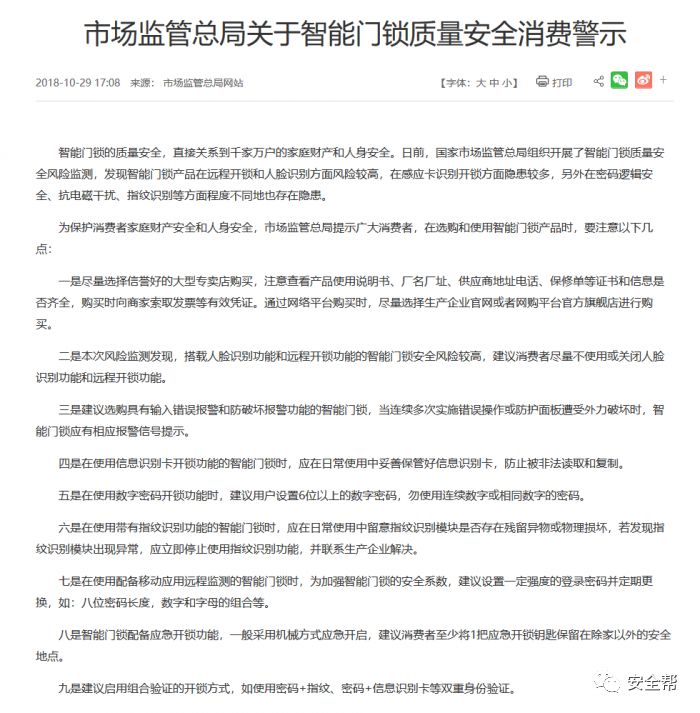 市场监管总局关于智能门锁质量安全消费警示
2018-10-29 17:08 来源： 市场监管总局网站 【字体：大 中 小】 打印
智能门锁的质量安全，直接关系到千家万户的家庭财产和人身安全。日前，国家市场监管总局组织开展了智能门锁质量安
全风险监测，发现智能门锁产品在远程开锁和人脸识别方面风险较高，在感应卡识别开锁方面隐患较多，另外在密码逻辑安
全、抗电磁干扰、指纹识别等方面程度不同地也存在隐患。
为保护消费者家庭财产安全和人身安全，市场监管总局提示广大消费者，在选购和使用智能门锁产品时，要注意以下几
点：
一是尽量选择信誉好的大型专卖店购买，注意查看产品使用说明书、厂名厂址、供应商地址电话、保修单等证书和信息是
否齐全，购买时向商家索取发票等有效凭证。通过网络平台购买时，尽量选择生产企业官网或者网购平台官方旗舰店进行购
买。
二是本次风险监测发现，搭载人脸识别功能和远程开锁功能的智能门锁安全风险较高，建议消费者尽量不使用或关闭人脸
识别功能和远程开锁功能。
三是建议选购具有输入错误报警和防破坏报警功能的智能门锁，当连续多次实施错误操作或防护面板遭受外力破坏时，智
能门锁应有相应报警信号提示。
四是在使用信息识别卡开锁功能的智能门锁时，应在日常使用中妥善保管好信息识别卡，防止被非法读取和复制。
五是在使用数字密码开锁功能时，建议用户设置6位以上的数字密码，勿使用连续数字或相同数字的密码。
六是在使用带有指纹识别功能的智能门锁时，应在日常使用中留意指纹识别模块是否存在残留异物或物理损坏，若发现指
纹识别模块出现异常，应立即停止使用指纹识别功能，并联系生产企业解决。
七是在使用配备移动应用远程监测的智能门锁时，为加强智能门锁的安全系数，建议设置一定强度的登录密码并定期更
换，如：八位密码长度，数字和字母的组合等。
八是智能门锁配备应急开锁功能，一般采用机械方式应急开启，建议消费者至少将1把应急开锁钥匙保留在除家以外的安全
地点。
九是建议启用组合验证的开锁方式，如使用密码+指纹、密码+信息识别卡等双重身份验证。
安全帮